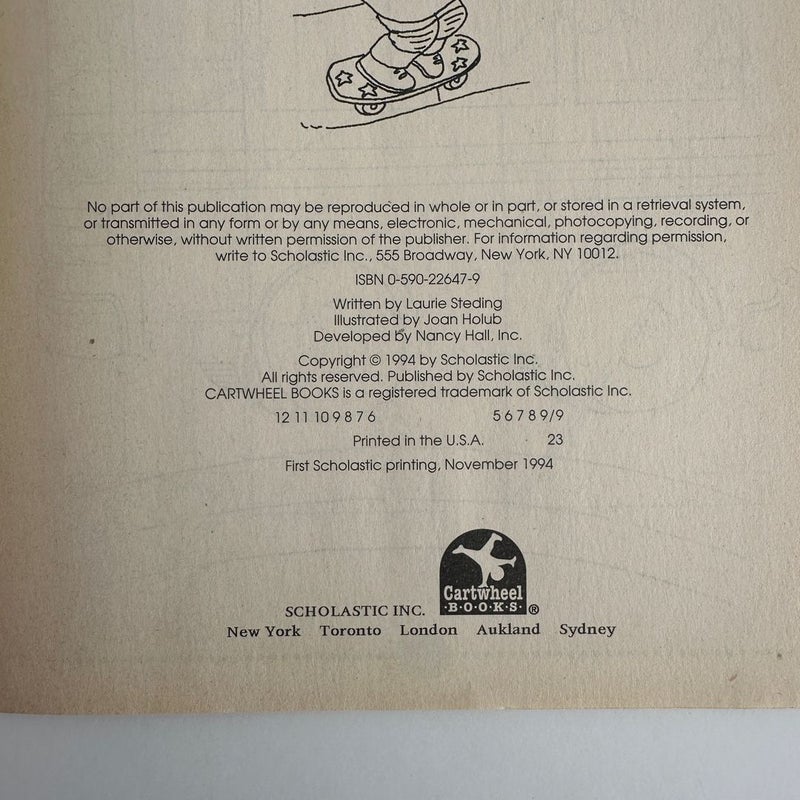 No part of this publication may be reproduced in whole or in part, or stored in a retrieval system,
or transmitted in any form or by any means, electronic, mechanical, photocopying, recording, or
otherwise, without written permission of the publisher. For information regarding permission,
write to Scholastic Inc., 555 Broadway, New York, NY 10012.
ISBN 0-590-22647-9
Written by Laurie Steding
Illustrated by Joan Holub
Developed by Nancy Hall, Inc.
Copyright © 1994 by Scholastic Inc.
All rights reserved. Published by Scholastic Inc.
CARTWHEEL BOOKS is a registered trademark of Scholastic Inc.
12 11 10 9 8 7 6 5 6 7 8 9/9
Printed in the U.S.A. 23
First Scholastic printing, November 1994
Cartwheel
·B·O·O·K·S· ®
SCHOLASTIC INC.
New York Toronto London Aukland Sydney